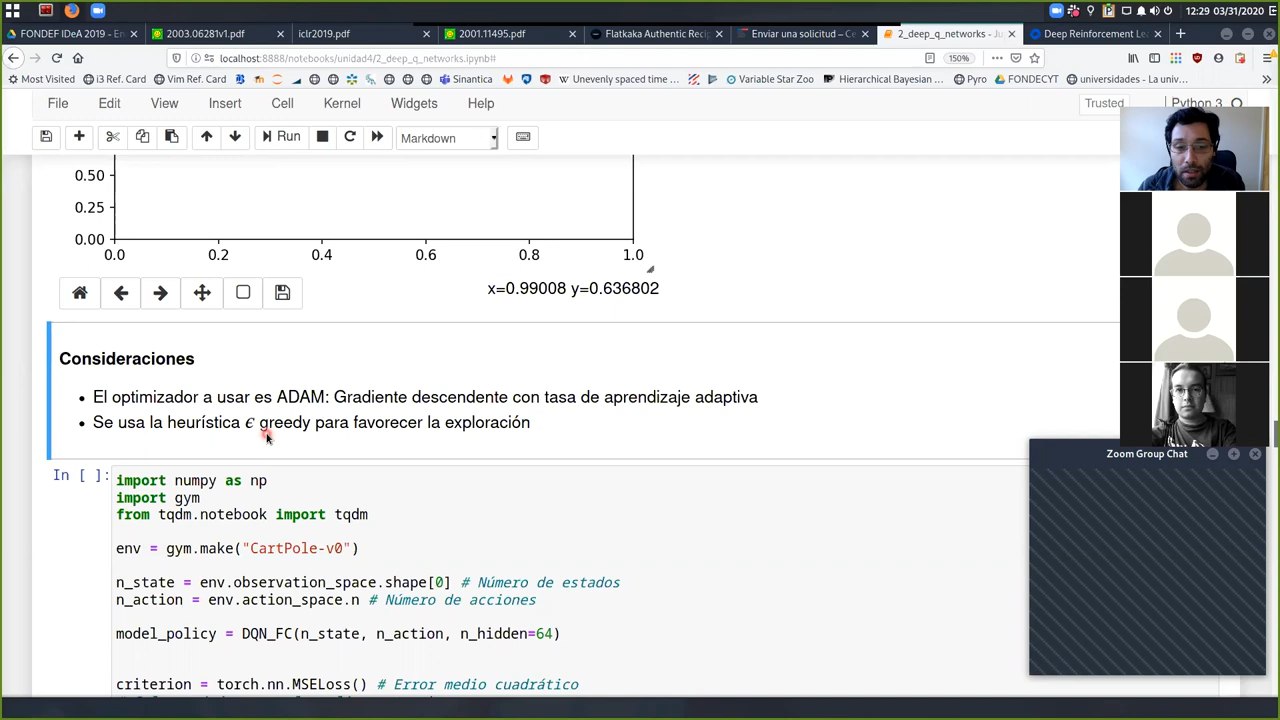 12:29 03/31/2020
FONDEF IDeA 2019 - En
2003.06281v1.pdf
iclr2019.pdf
2001.11495.pdf
Flatkaka Authentic Recip
Enviar una solicitud – Ce
2_deep_q_networks - Ju
Deep Reinforcement Lea
localhost:8888/notebooks/unidad4/2_deep_q_networks.ipynb#
150%
Most Visited
i3 Ref. Card
Vim Ref. Card
Sinantica
Unevenly spaced time ...
Variable Star Zoo
Hierarchical Bayesian ...
Pyro
FONDECYT
universidades - La univ...
File Edit View Insert Cell Kernel Widgets Help
Trusted
Python 3
Run
Markdown
0.50
0.25
0.00
0.0 0.2 0.4 0.6 0.8 1.0
x=0.99008 y=0.636802
Consideraciones
• El optimizador a usar es ADAM: Gradiente descendente con tasa de aprendizaje adaptiva
• Se usa la heurística ϵ greedy para favorecer la exploración
Zoom Group Chat
In [ ]:
import numpy as np
import gym
from tqdm.notebook import tqdm
env = gym.make("CartPole-v0")
n_state = env.observation_space.shape[0] # Número de estados
n_action = env.action_space.n # Número de acciones
model_policy = DQN_FC(n_state, n_action, n_hidden=64)
criterion = torch.nn.MSELoss() # Error medio cuadrático